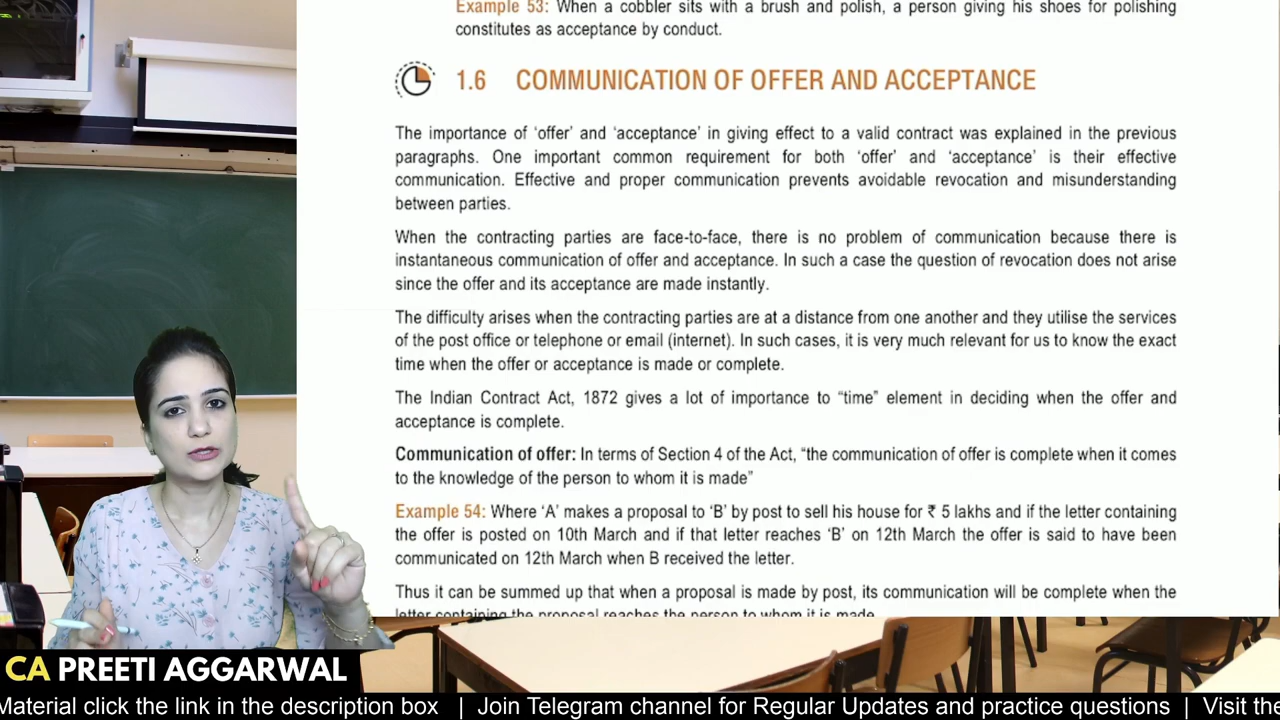 Example 53: When a cobbler sits with a brush and polish, a person giving his shoes for polishing
constitutes as acceptance by conduct.
1.6 COMMUNICATION OF OFFER AND ACCEPTANCE
The importance of ‘offer’ and ‘acceptance’ in giving effect to a valid contract was explained in the previous
paragraphs. One important common requirement for both ‘offer’ and ‘acceptance’ is their effective
communication. Effective and proper communication prevents avoidable revocation and misunderstanding
between parties.
When the contracting parties are face-to-face, there is no problem of communication because there is
instantaneous communication of offer and acceptance. In such a case the question of revocation does not arise
since the offer and its acceptance are made instantly.
The difficulty arises when the contracting parties are at a distance from one another and they utilise the services
of the post office or telephone or email (internet). In such cases, it is very much relevant for us to know the exact
time when the offer or acceptance is made or complete.
The Indian Contract Act, 1872 gives a lot of importance to “time” element in deciding when the offer and
acceptance is complete.
Communication of offer: In terms of Section 4 of the Act, “the communication of offer is complete when it comes
to the knowledge of the person to whom it is made”
Example 54: Where ‘A’ makes a proposal to ‘B’ by post to sell his house for ₹ 5 lakhs and if the letter containing
the offer is posted on 10th March and if that letter reaches ‘B’ on 12th March the offer is said to have been
communicated on 12th March when B received the letter.
Thus it can be summed up that when a proposal is made by post, its communication will be complete when the
letter containing the proposal reaches the person to whom it is made.
CA PREETI AGGARWAL
Material click the link in the description box | Join Telegram channel for Regular Updates and practice questions | Visit the